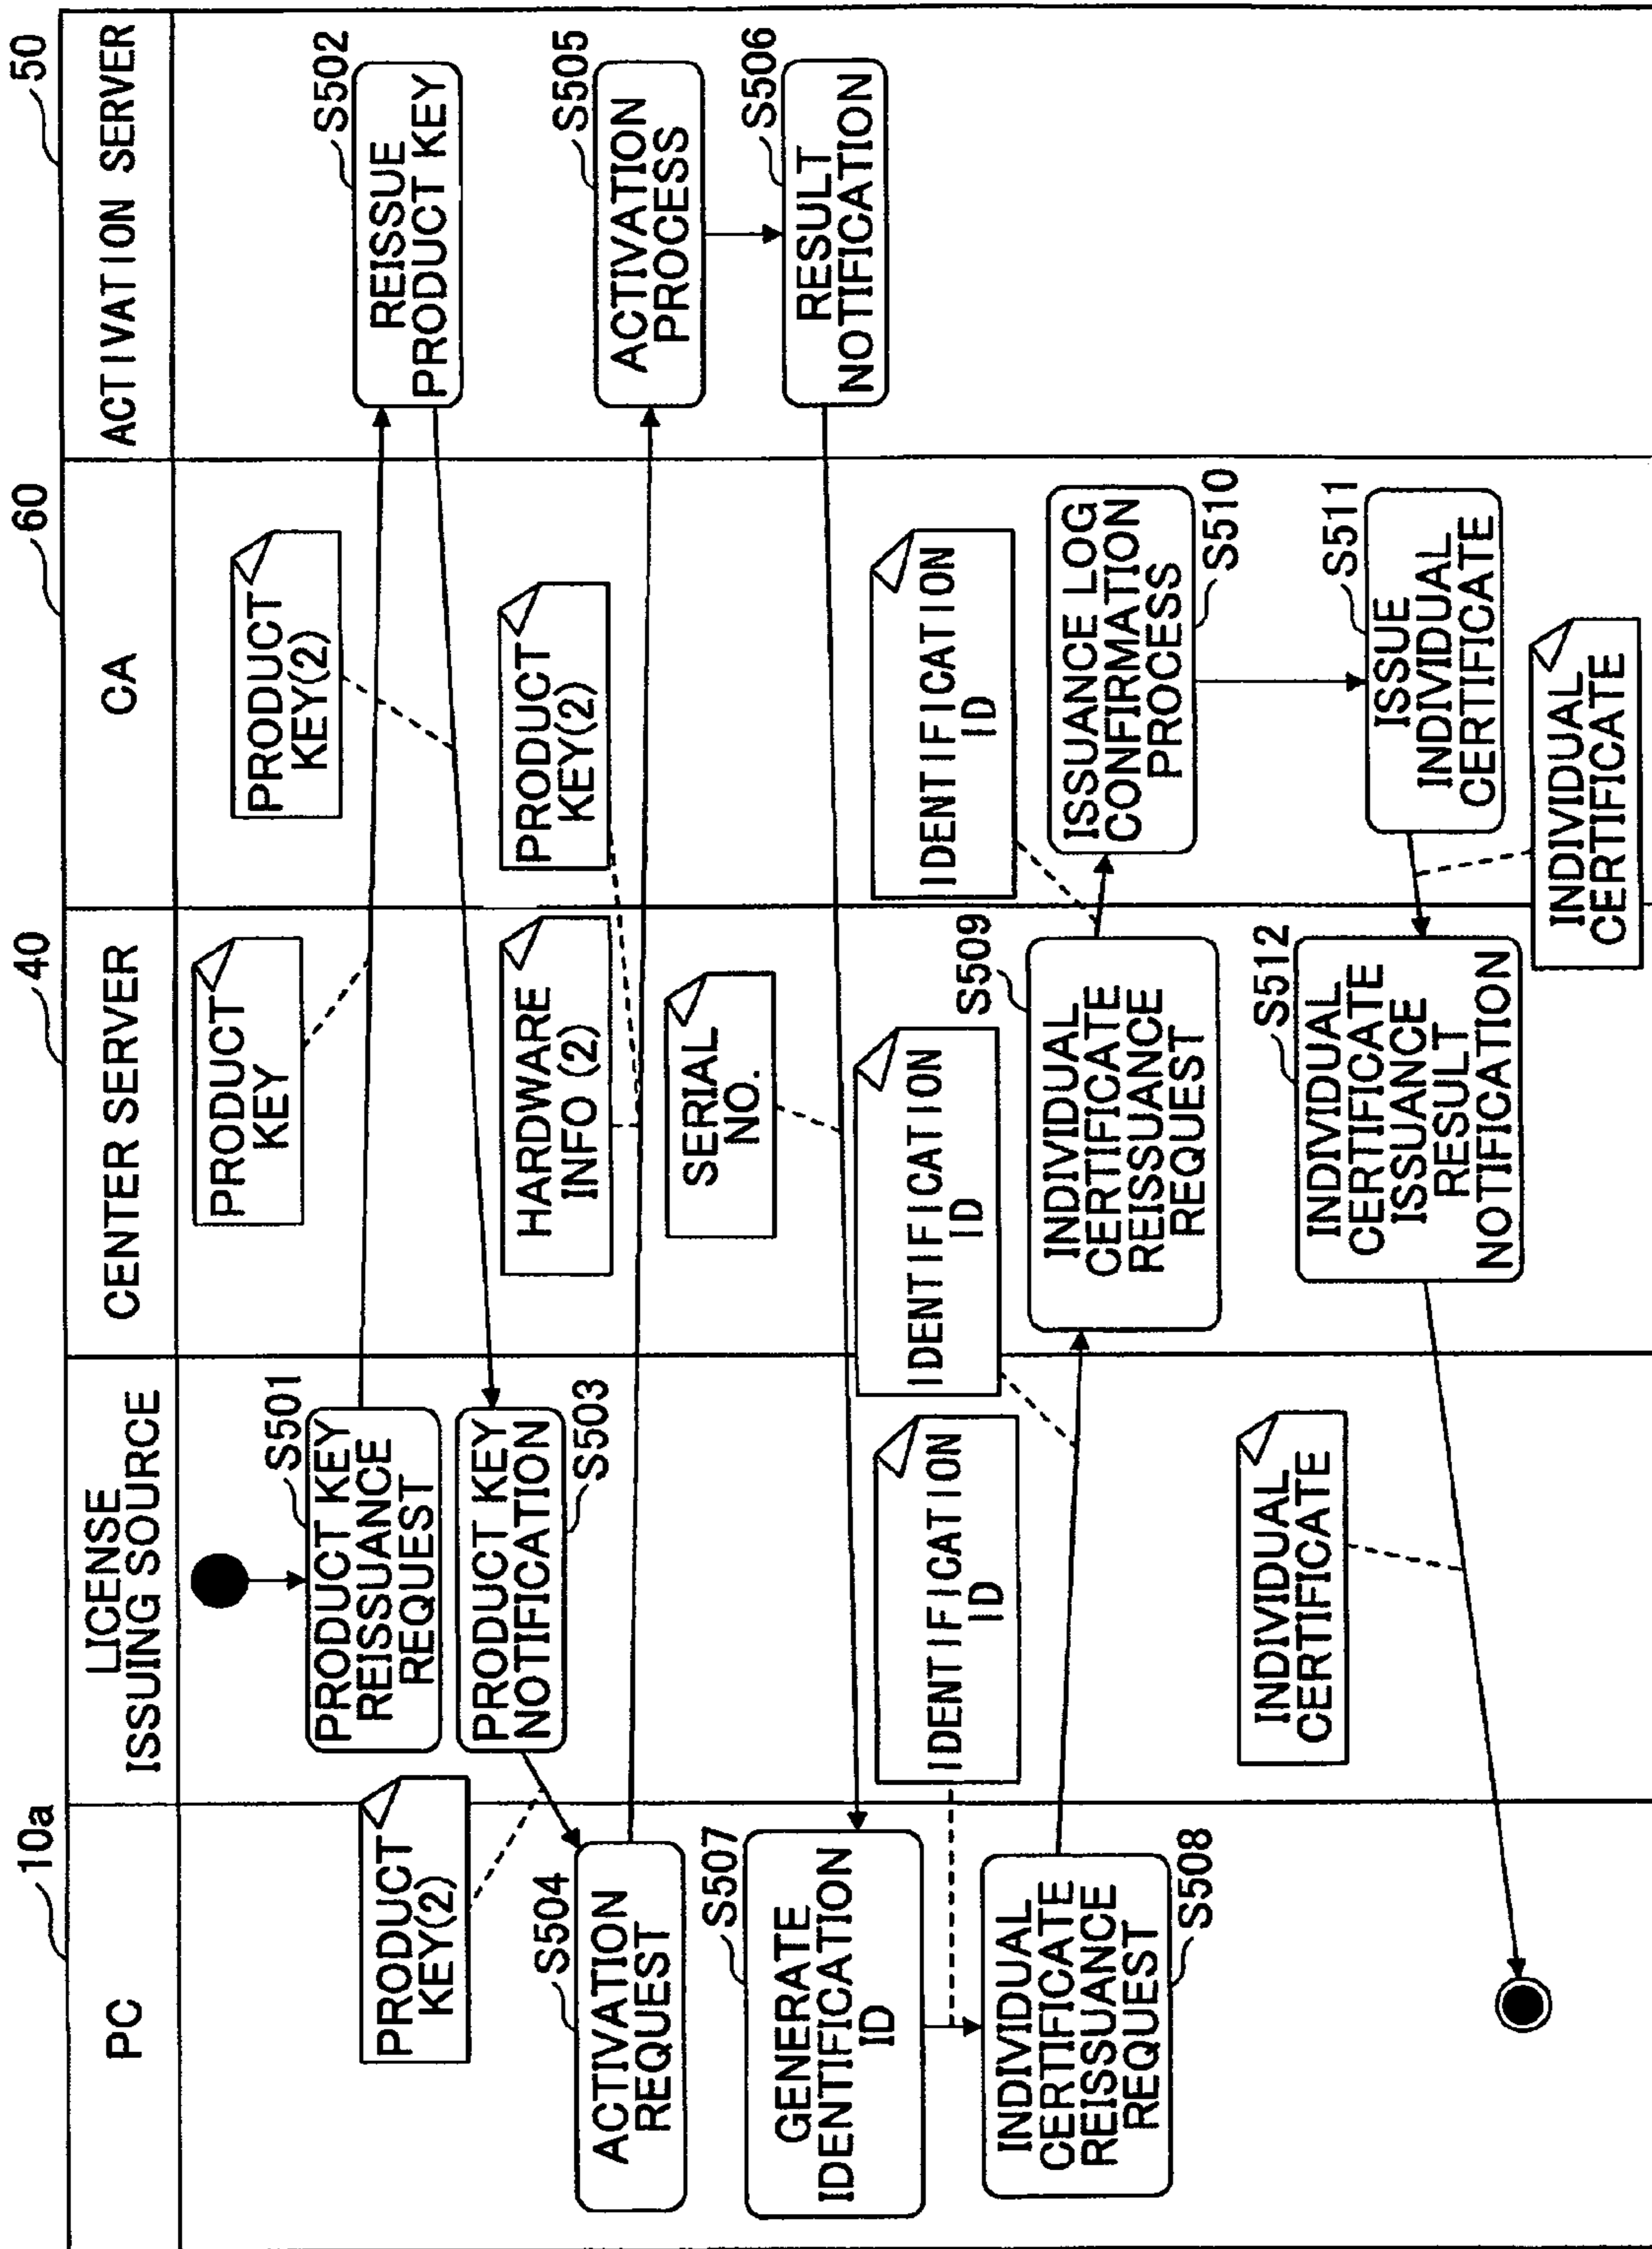 10a
40
60
50
PC
LICENSE
ISSUING SOURCE
CENTER SERVER
CA
ACTIVATION SERVER
PRODUCT
KEY
PRODUCT
KEY(2)
S501
PRODUCT KEY
REISSUANCE
REQUEST
S502
REISSUE
PRODUCT KEY
PRODUCT
KEY(2)
PRODUCT KEY
NOTIFICATION
S503
HARDWARE
INFO (2)
PRODUCT
KEY(2)
S504
ACTIVATION
REQUEST
S505
ACTIVATION
PROCESS
SERIAL
NO.
S506
RESULT
NOTIFICATION
S507
GENERATE
IDENTIFICATION
ID
IDENTIFICATION
ID
IDENTIFICATION
ID
IDENTIFICATION
ID
INDIVIDUAL
CERTIFICATE
REISSUANCE
REQUEST
S508
S509
INDIVIDUAL
CERTIFICATE
REISSUANCE
REQUEST
ISSUANCE LOG
CONFIRMATION
PROCESS
S510
INDIVIDUAL
CERTIFICATE
S512
INDIVIDUAL
CERTIFICATE
ISSUANCE
RESULT
NOTIFICATION
S511
ISSUE
INDIVIDUAL
CERTIFICATE
INDIVIDUAL
CERTIFICATE